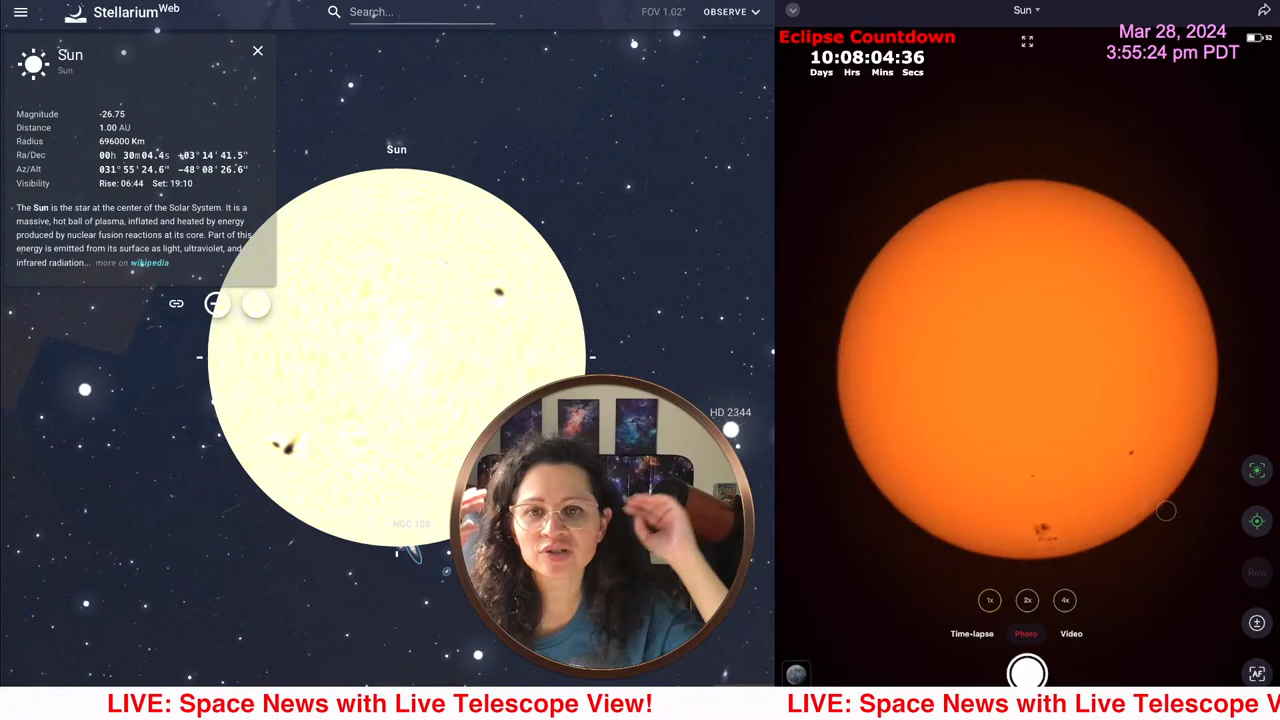 Stellarium Web
Search...
FOV 1.02°
OBSERVE
Sun
Sun
Magnitude -26.75
Distance 1.00 AU
Radius 696000 Km
Ra/Dec 00h 30m04.4s +03°14'41.5"
Az/Alt 031°55'24.6" -48°08'26.6"
Visibility Rise: 06:44 Set: 19:10
The Sun is the star at the center of the Solar System. It is a
massive, hot ball of plasma, inflated and heated by energy
produced by nuclear fusion reactions at its core. Part of this
energy is emitted from its surface as light, ultraviolet, and
infrared radiation... more on wikipedia
Sun
HD 2344
NGC 128
Sun
Eclipse Countdown
10:08:04:36
Days Hrs Mins Secs
Mar 28, 2024
3:55:24 pm PDT
52
1x 2x 4x
Time-lapse Photo Video
Raw
AF
LIVE: Space News with Live Telescope View!
LIVE: Space News with Live Telescope V